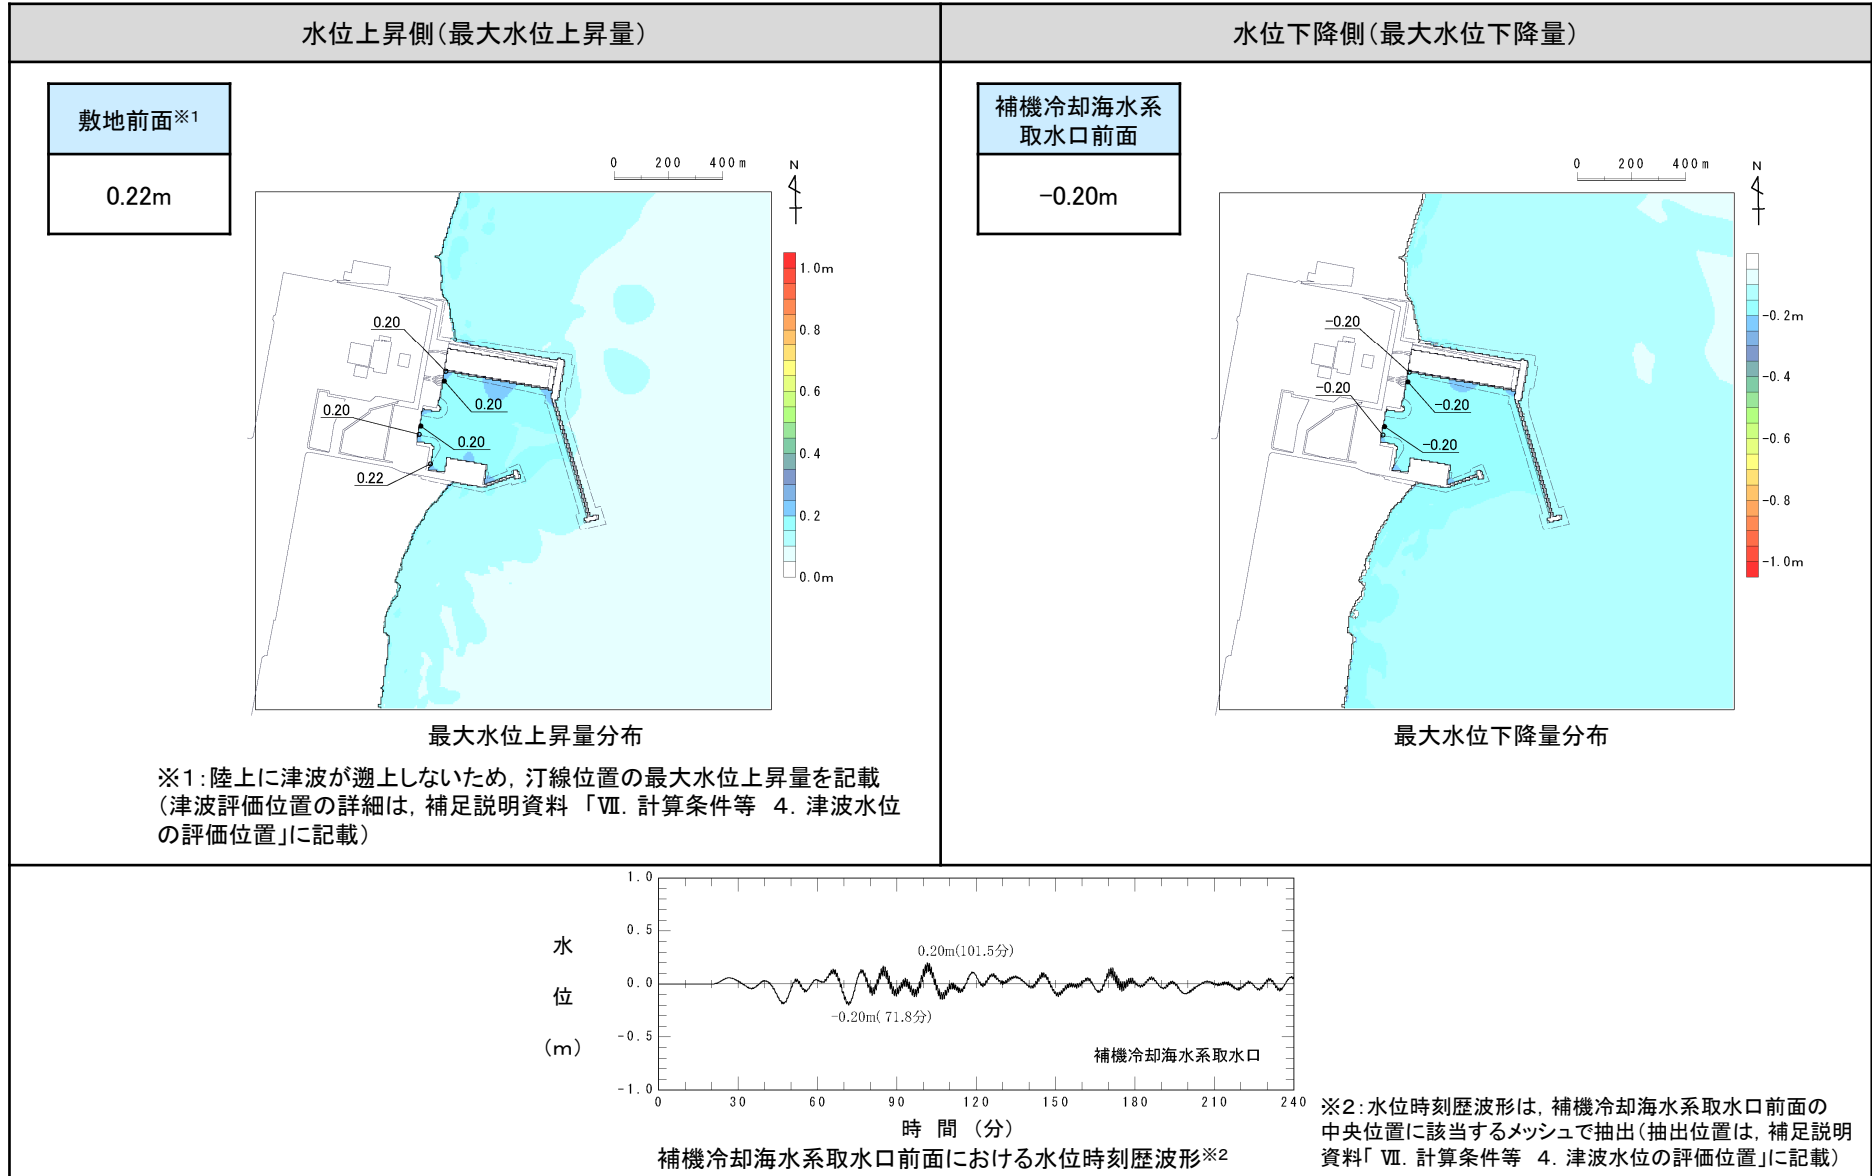 水位上昇側(最大水位上昇量)
水位下降側(最大水位下降量)
敷地前面※1
0.22m
0 200 400m
N
1.0m
0.8
0.6
0.4
0.2
0.0m
0.20
0.20
0.20
0.20
0.22
最大水位上昇量分布
※1:陸上に津波が遡上しないため,汀線位置の最大水位上昇量を記載
(津波評価位置の詳細は,補足説明資料 「Ⅶ.計算条件等 4.津波水位
の評価位置」に記載)
補機冷却海水系
取水口前面
-0.20m
0 200 400m
N
-0.2m
-0.4
-0.6
-0.8
-1.0m
-0.20
-0.20
-0.20
-0.20
最大水位下降量分布
水位(m)
1.0
0.5
0.0
-0.5
-1.0
0.20m(101.5分)
-0.20m( 71.8分)
補機冷却海水系取水口
0 30 60 90 120 150 180 210 240
時 間 (分)
補機冷却海水系取水口前面における水位時刻歴波形※2
※2:水位時刻歴波形は,補機冷却海水系取水口前面の
中央位置に該当するメッシュで抽出(抽出位置は,補足説明
資料「 Ⅶ.計算条件等 4.津波水位の評価位置」に記載)